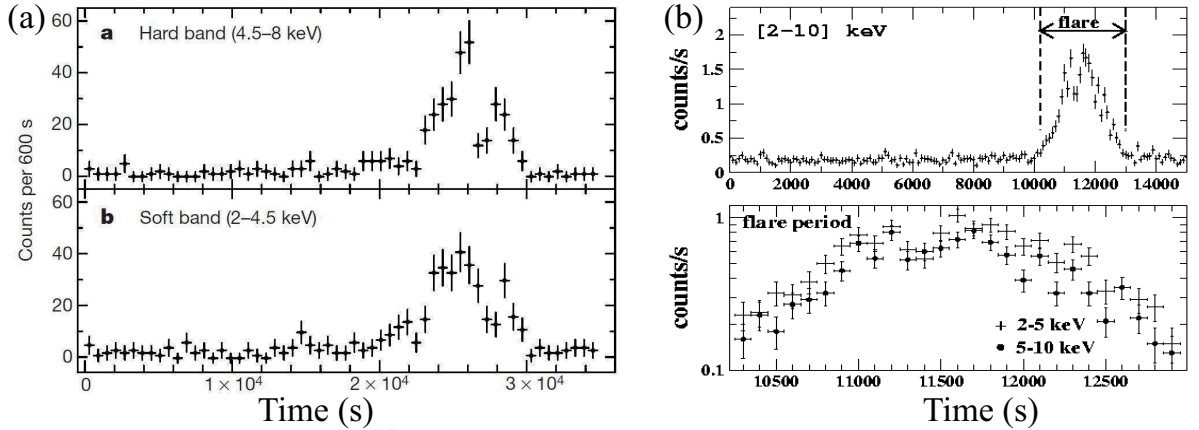 (a)
a Hard band (4.5–8 keV)
60
40
20
0
b Soft band (2–4.5 keV)
60
40
20
0
Counts per 600 s
0 1 × 10⁴ 2 × 10⁴ 3 × 10⁴
Time (s)
(b)
[2-10] keV
flare
2
1.5
1
0.5
0
counts/s
0 2000 4000 6000 8000 10000 12000 14000
flare period
1
0.1
counts/s
2-5 keV
5-10 keV
10500 11000 11500 12000 12500
Time (s)